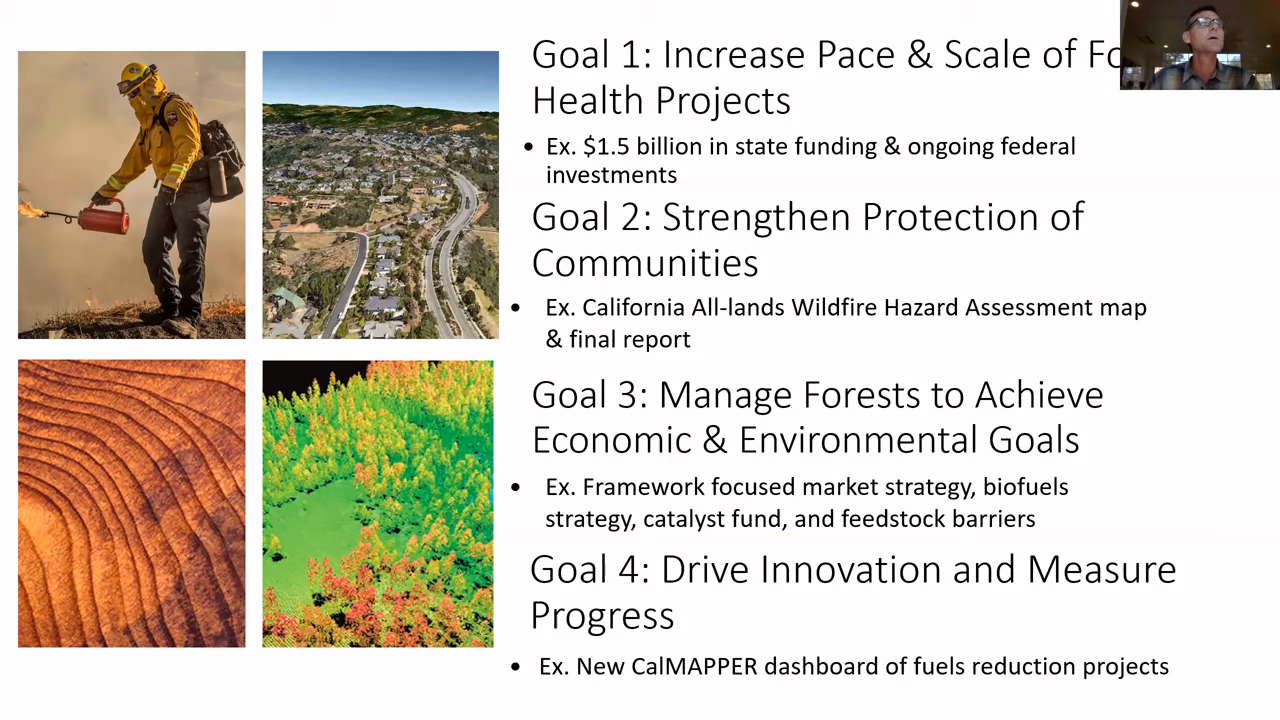 Goal 1: Increase Pace & Scale of
Health Projects
• Ex. $1.5 billion in state funding & ongoing federal
investments
Goal 2: Strengthen Protection of
Communities
• Ex. California All-lands Wildfire Hazard Assessment map
& final report
Goal 3: Manage Forests to Achieve
Economic & Environmental Goals
• Ex. Framework focused market strategy, biofuels
strategy, catalyst fund, and feedstock barriers
Goal 4: Drive Innovation and Measure
Progress
• Ex. New CalMAPPER dashboard of fuels reduction projects